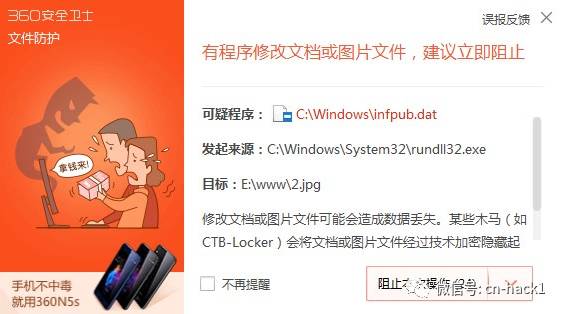 360安全卫士
误报反馈
文件防护
有程序修改文档或图片文件，建议立即阻止
可疑程序：C:\Windows\infpub.dat
发起来源：C:\Windows\System32\rundll32.exe
拿钱来!
目标：E:\www\2.jpg
修改文档或图片文件可能会造成数据丢失。某些木马（如
CTB-Locker）会将文档或图片文件经过技术加密隐藏起
手机不中毒
就用360N5s
不再提醒
阻止本次操作
微信号: cn-hack1